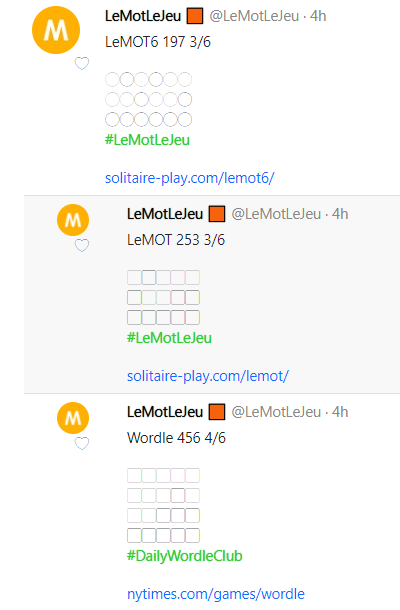 LeMotLeJeu 🟧 @LeMotLeJeu · 4h
LeMOT6 197 3/6
#LeMotLeJeu
solitaire-play.com/lemot6/
LeMotLeJeu 🟧 @LeMotLeJeu · 4h
LeMOT 253 3/6
#LeMotLeJeu
solitaire-play.com/lemot/
LeMotLeJeu 🟧 @LeMotLeJeu · 4h
Wordle 456 4/6
#DailyWordleClub
nytimes.com/games/wordle